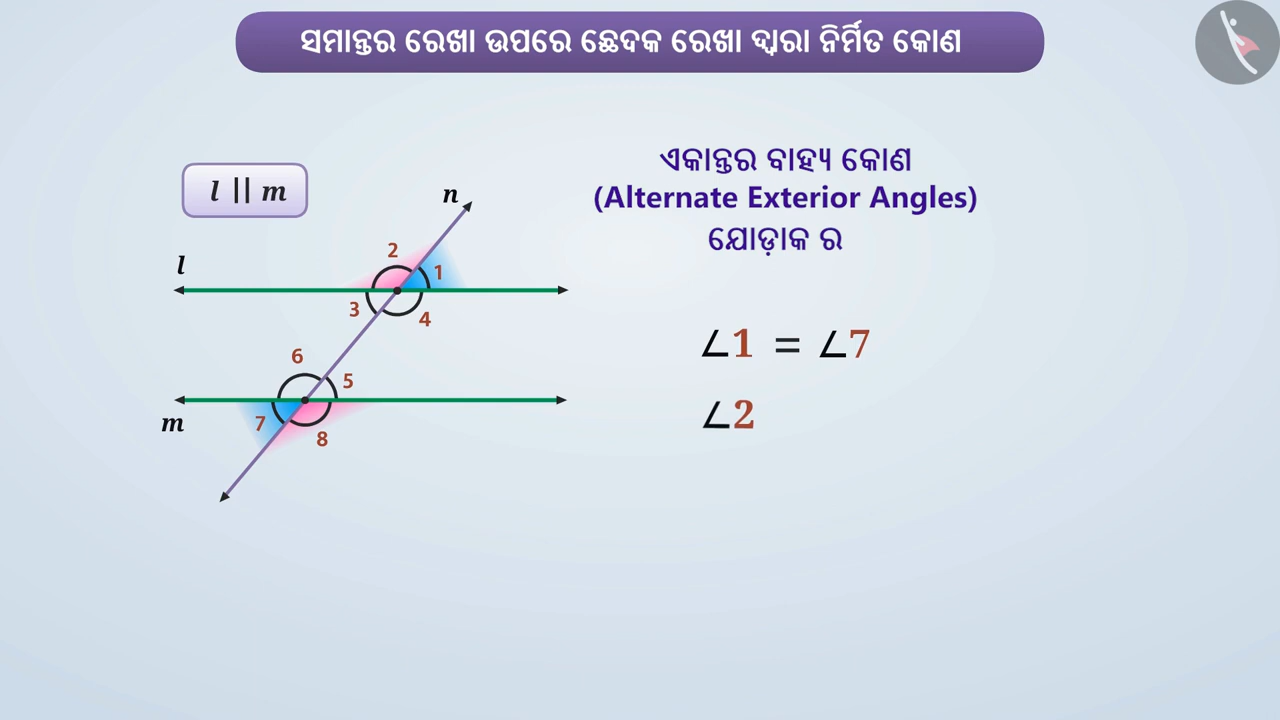 ସମାନ୍ତର ରେଖା ଉପରେ ଛେଦକ ରେଖା ଦ୍ୱାରା ନିର୍ମିତ କୋଣ
ଏକାନ୍ତର ବାହ୍ୟ କୋଣ
(Alternate Exterior Angles)
ଯୋଡ଼ାକ ର
l || m
n
l
2
1
3
4
∠1 = ∠7
6
5
∠2
m
7
8